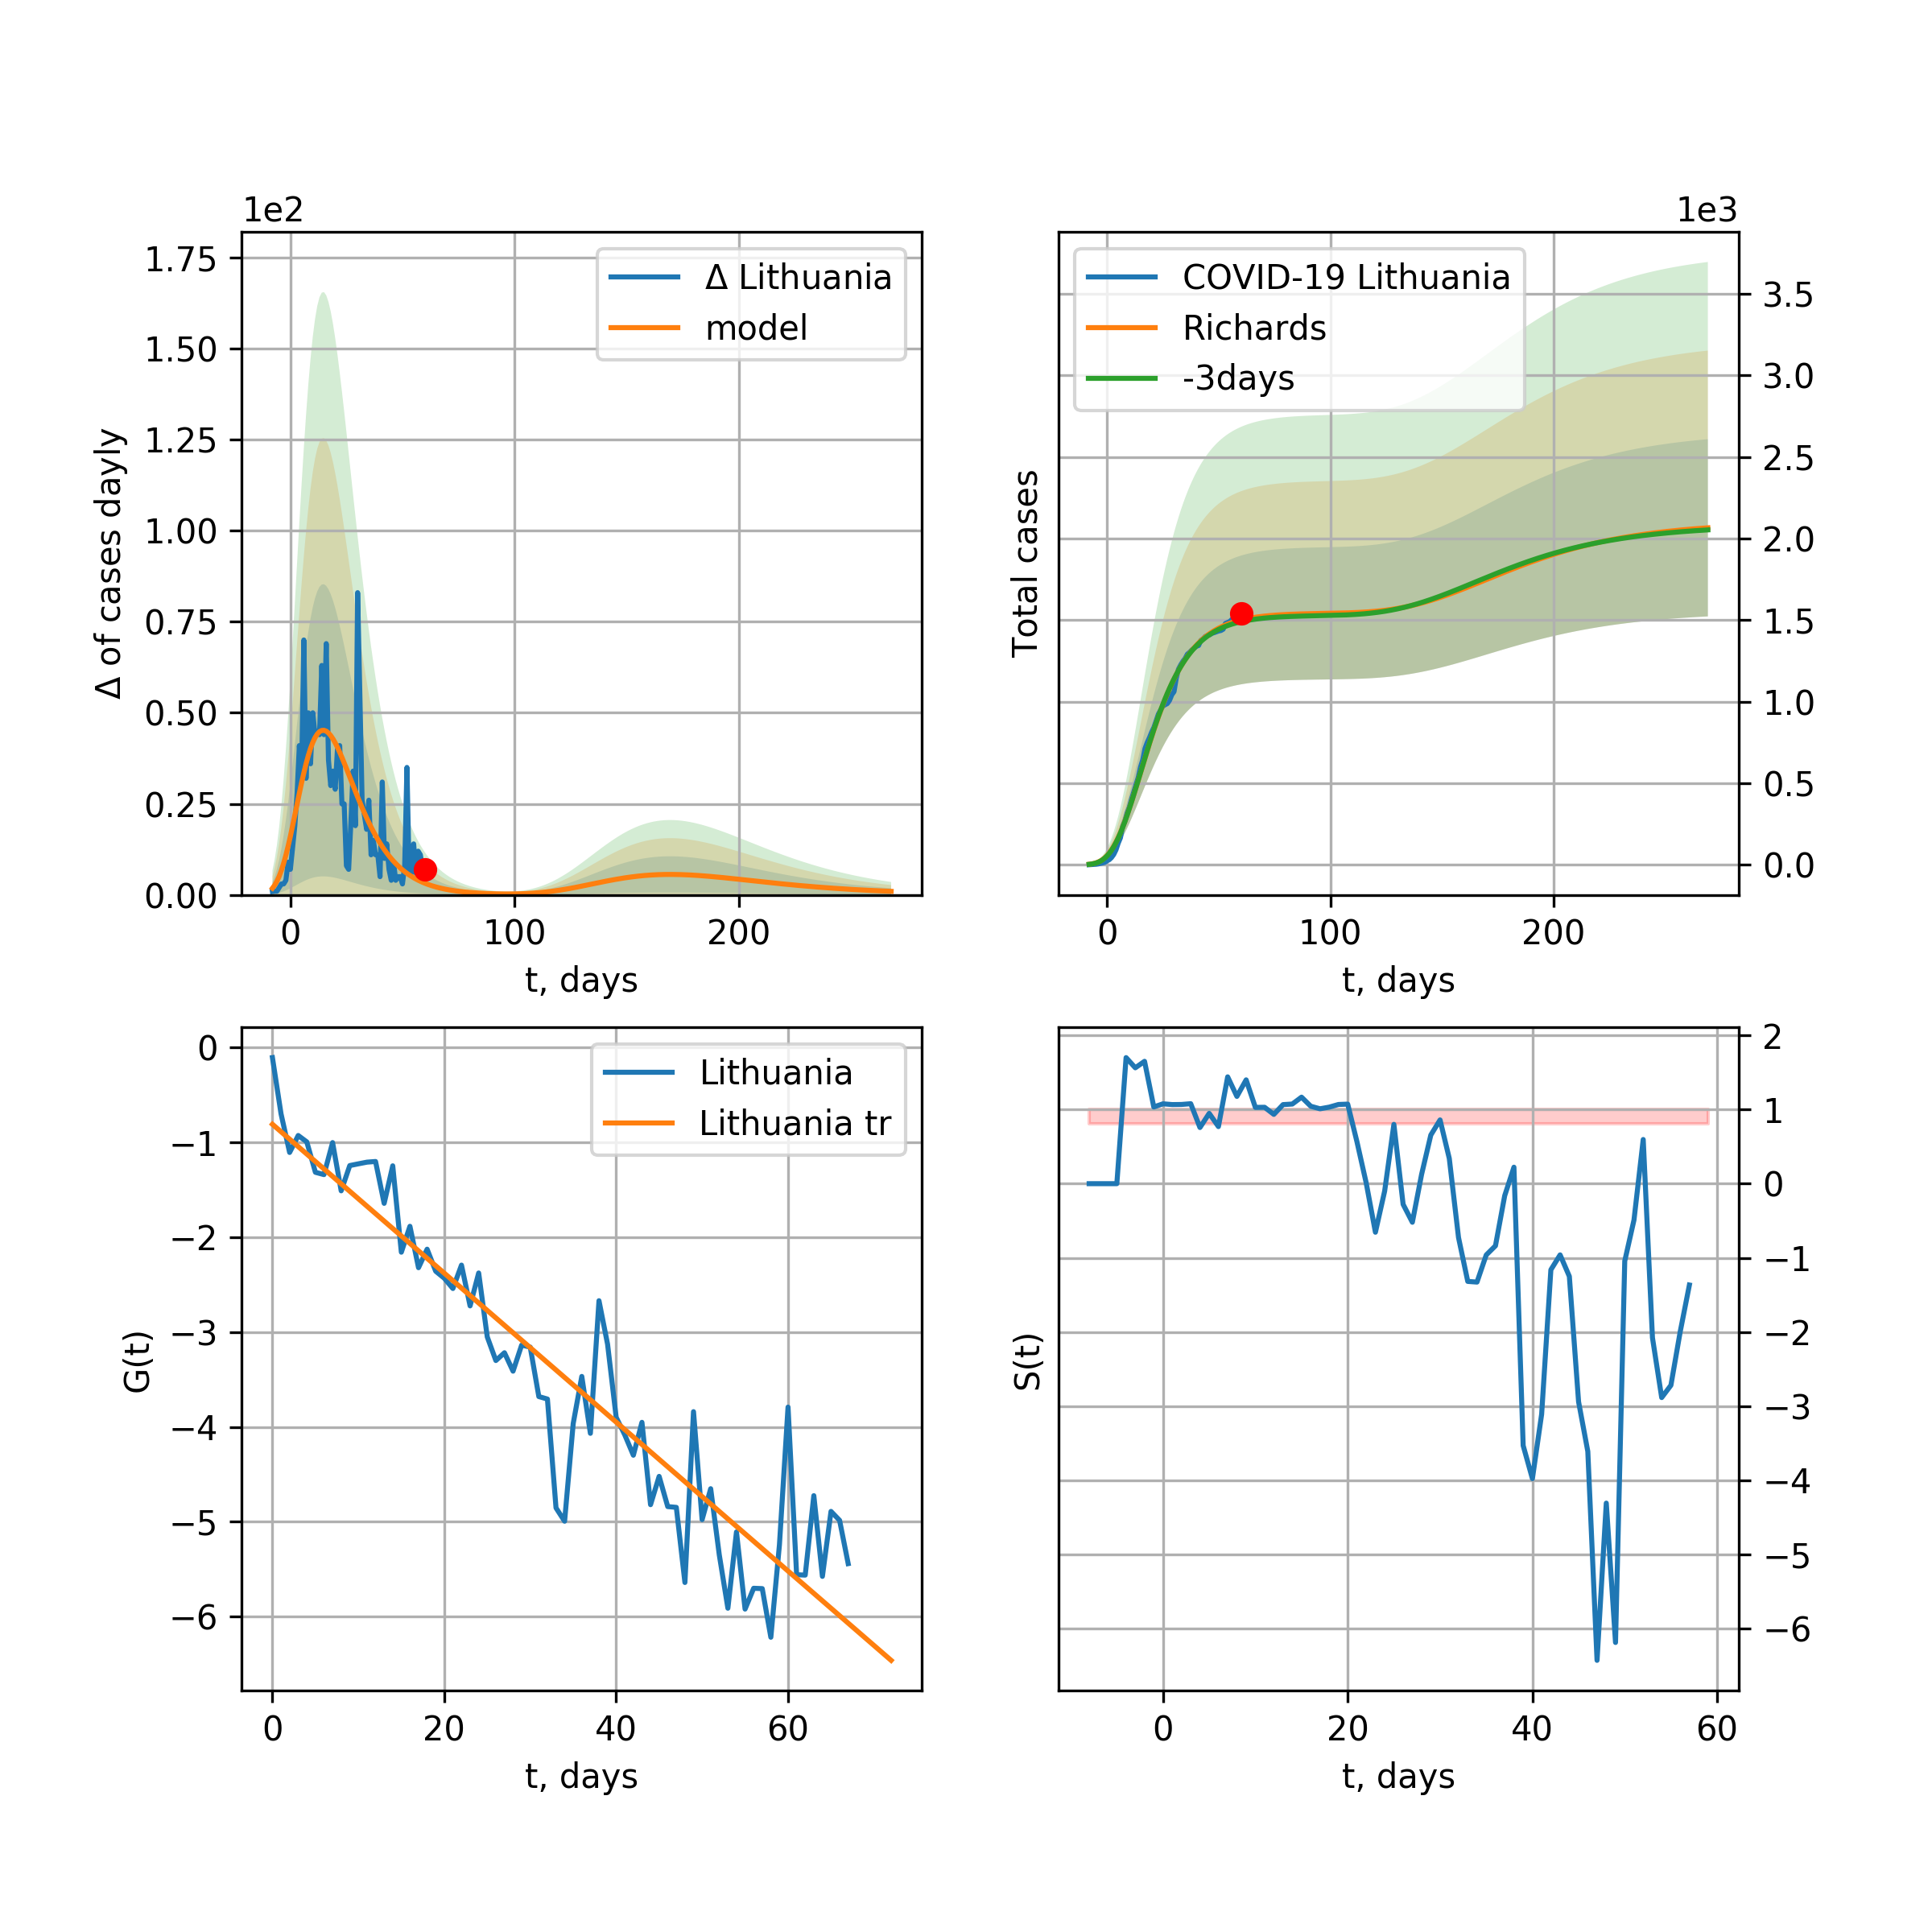 1e2
1.75
1.50
1.25
1.00
0.75
0.50
0.25
0.00
Δ of cases dayly
Δ Lithuania
model
0 100 200
t, days
1e3
COVID-19 Lithuania
Richards
-3days
3.5
3.0
2.5
2.0
1.5
1.0
0.5
0.0
Total cases
0 100 200
t, days
0
−1
−2
−3
−4
−5
−6
G(t)
Lithuania
Lithuania tr
0 20 40 60
t, days
2
1
0
−1
−2
−3
−4
−5
−6
S(t)
0 20 40 60
t, days